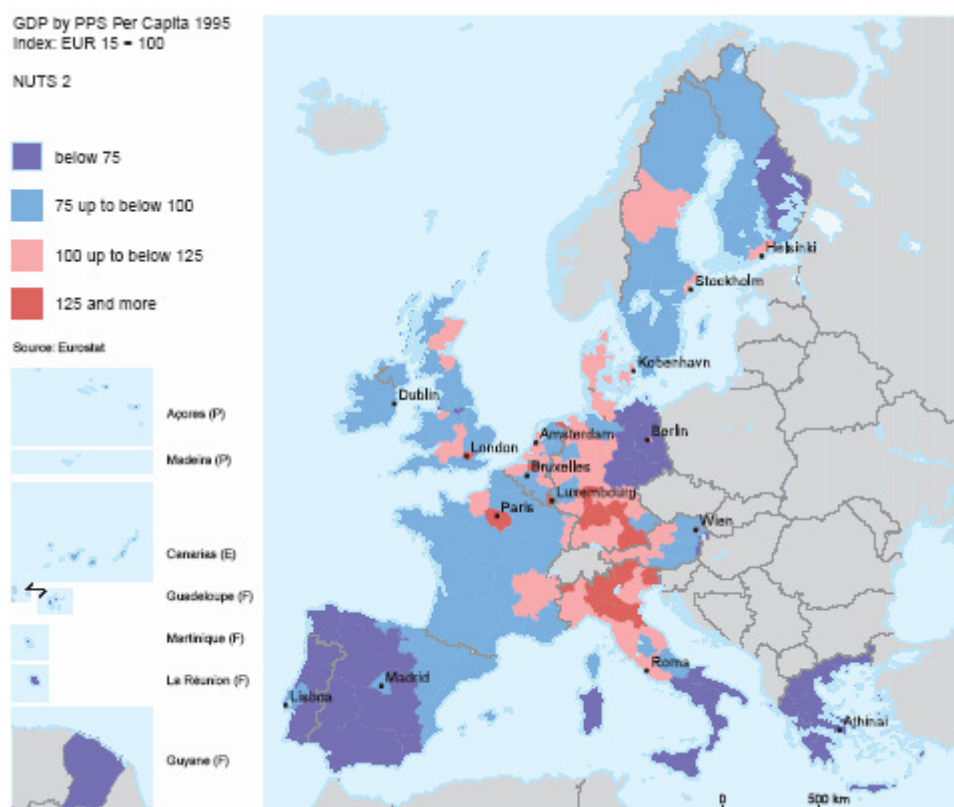 GDP by PPS Per Capita 1995
Index: EUR 15 = 100
NUTS 2
below 75
75 up to below 100
100 up to below 125
125 and more
Source: Eurostat
Açores (P)
Madeira (P)
Canarias (E)
Guadeloupe (F)
Martinique (F)
La Réunion (F)
Guyane (F)
Helsinki
Stockholm
Kobenhavn
Dublin
Berlin
Amsterdam
London
Bruxelles
Luxembourg
Paris
Wien
Roma
Madrid
Lisboa
Athinai
0 500 km